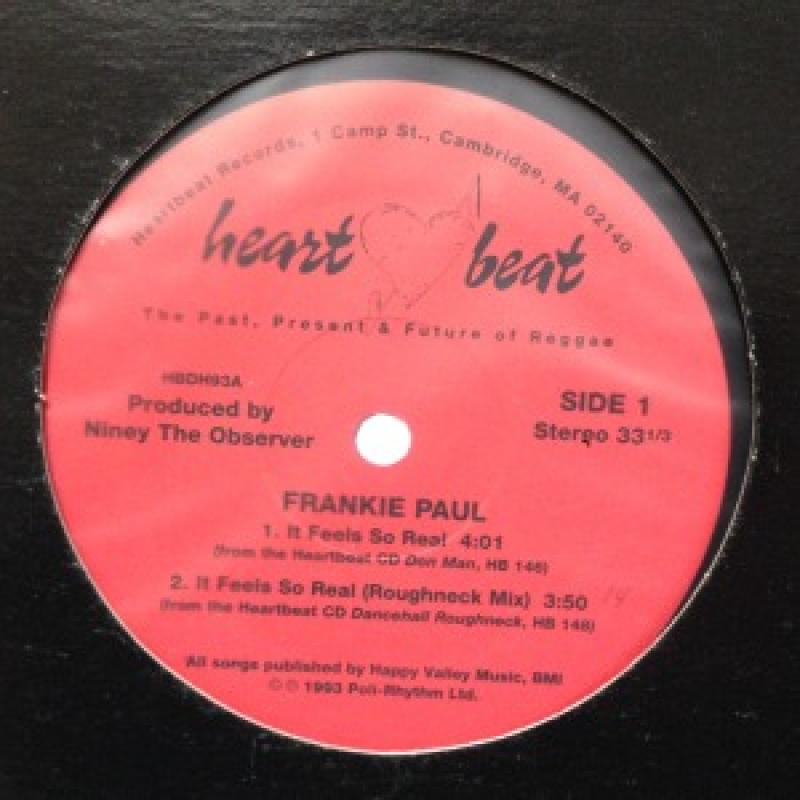 Heartbeat Records, 1 Camp St., Cambridge, MA 02140
heart beat
The Past, Present & Future of Reggae
HBDH93A
Produced by
Niney The Observer
SIDE 1
Stereo 33 1/3
FRANKIE PAUL
1. It Feels So Real 4:01
(from the Heartbeat CD Don Man, HB 146)
2. It Feels So Real (Roughneck Mix) 3:50
(from the Heartbeat CD Dancehall Roughneck, HB 148)
All songs published by Happy Valley Music, BMI
© ℗ 1993 Poli-Rhythm Ltd.